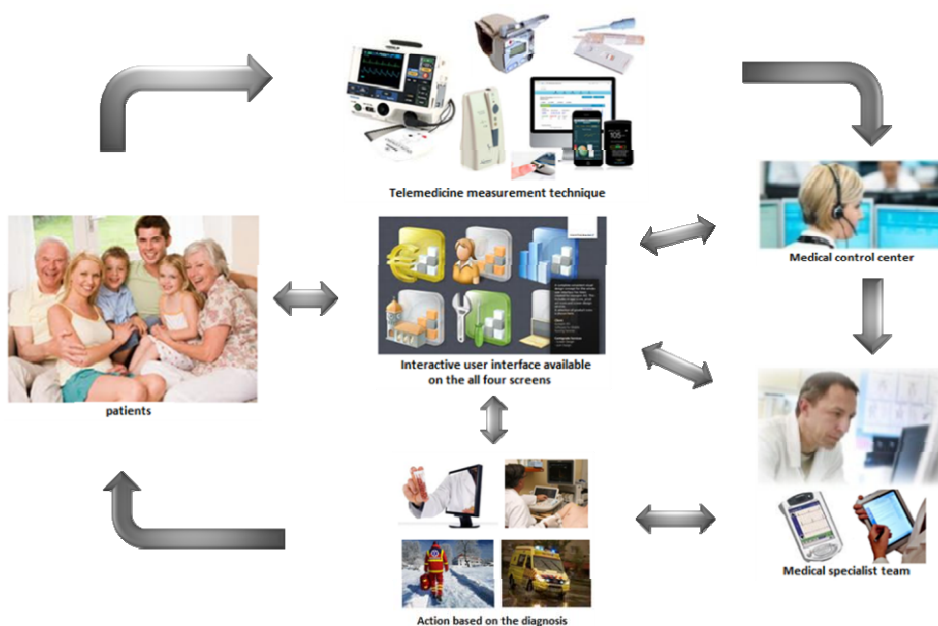 Telemedicine measurement technique
Medical control center
Interactive user interface available
on the all four screens
patients
Medical specialist team
Action based on the diagnosis